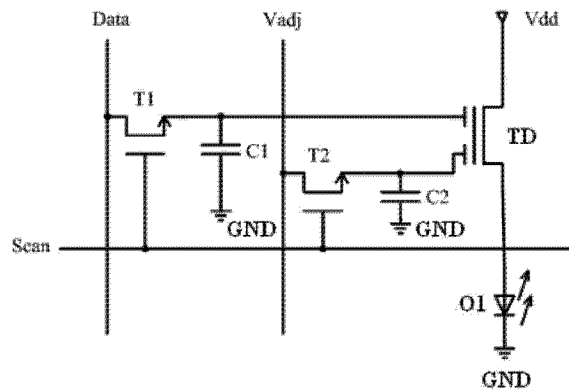 Data
Vadj
Vdd
T1
TD
C1
T2
C2
GND
GND
Scan
O1
GND